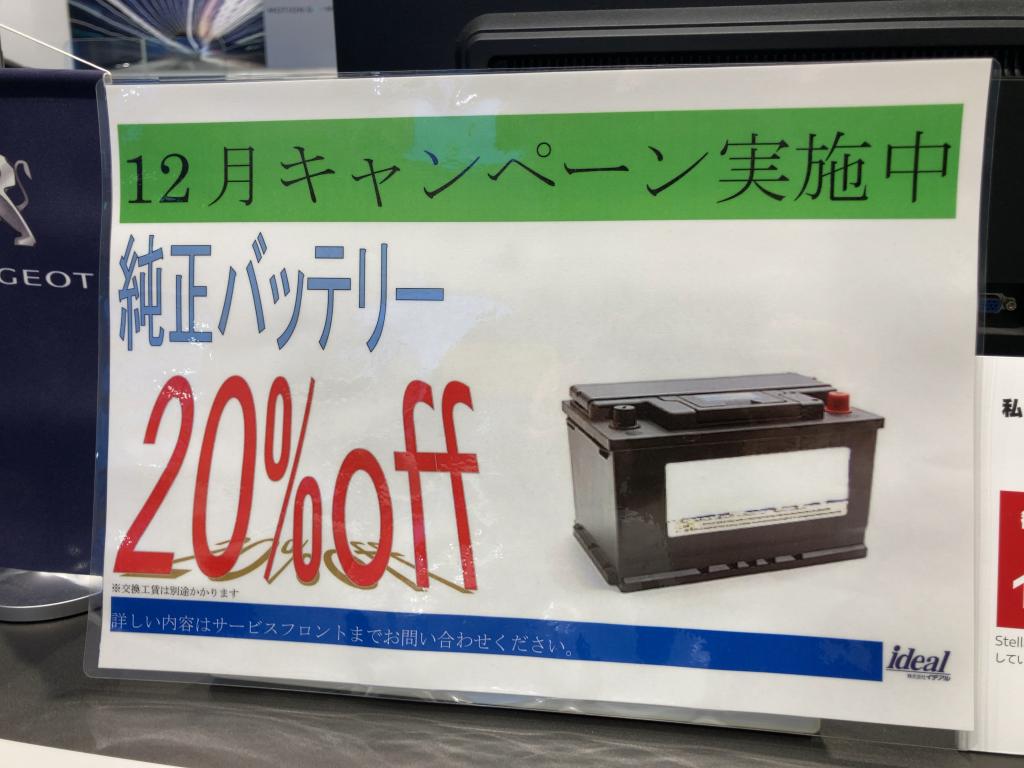 12月キャンペーン実施中
純正バッテリー
20%off
※交換工賃は別途かかります
詳しい内容はサービスフロントまでお問い合わせください。
ideal
株式会社イデアル
GEOT
私
Stell
してい